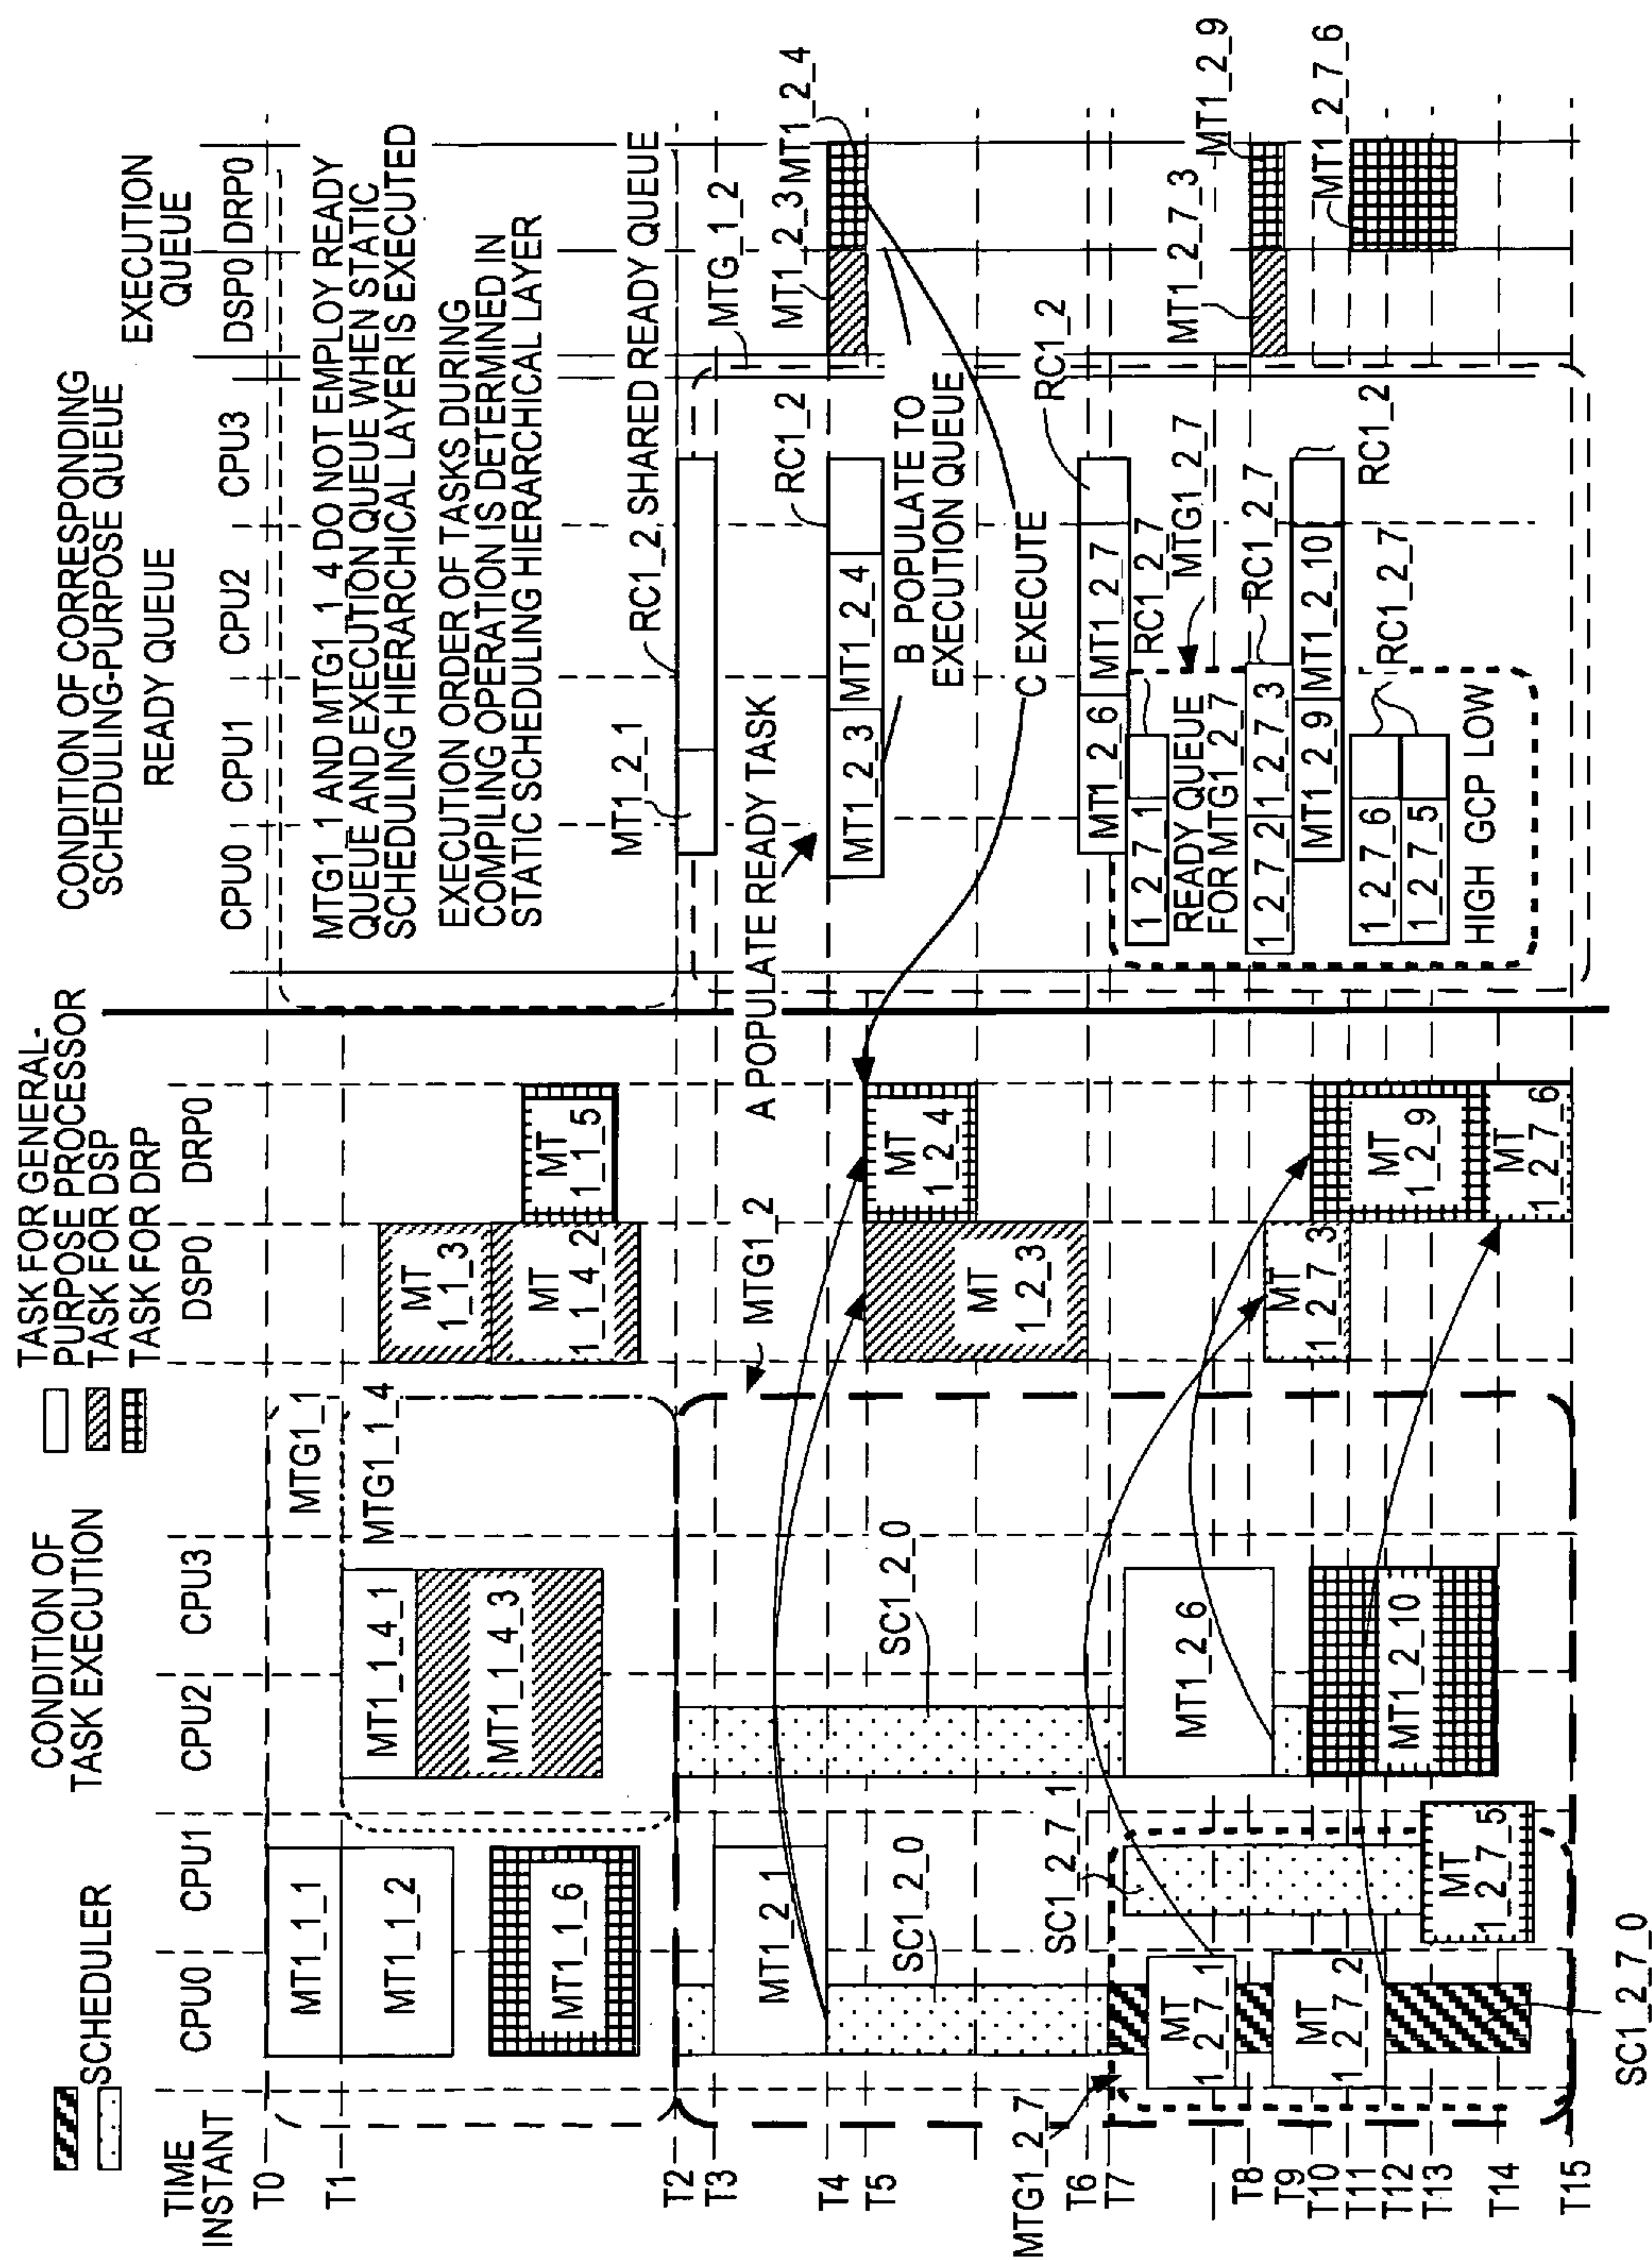 SCHEDULER
TASK FOR GENERAL-
PURPOSE PROCESSOR
TASK FOR DSP
TASK FOR DRP
CONDITION OF
TASK EXECUTION
CONDITION OF CORRESPONDING
SCHEDULING-PURPOSE QUEUE
READY QUEUE
EXECUTION
QUEUE
TIME
INSTANT
CPU0
CPU1
CPU2
CPU3
DSP0
DRP0
CPU0
CPU1
CPU2
CPU3
DSP0
DRP0
T0
T1
T2
T3
T4
T5
T6
T7
T8
T9
T10
T11
T12
T13
T14
T15
MT1_1_1
MT1_1_2
MT1_1_6
MTG1_1
MTG1_1_4
MT1_1_4_1
MT1_1_4_3
MT
1_1_3
MT
1_1_4_2
MT
1_1_5
MTG1_1 AND MTG1_1_4 DO NOT EMPLOY READY
QUEUE AND EXECUTION QUEUE WHEN STATIC
SCHEDULING HIERARCHICAL LAYER IS EXECUTED
EXECUTION ORDER OF TASKS DURING
COMPILING OPERATION IS DETERMINED IN
STATIC SCHEDULING HIERARCHICAL LAYER
MT1_2_1
RC1_2 SHARED READY QUEUE
MTG1_2
MTG_1_2
MT1_2_1
SC1_2_0
SC1_2_0
A POPULATE READY TASK
MT1_2_3
MT1_2_4
RC1_2
MT1_2_3
MT1_2_4
B POPULATE TO
EXECUTION QUEUE
C EXECUTE
MT
1_2_3
MT
1_2_4
MTG1_2_7
SC1_2_7_1
MT
1_2_7_1
MT
1_2_7_2
MT
1_2_7_5
SC1_2_7_0
MT1_2_6
MT1_2_10
MT
1_2_7_3
MT
1_2_9
MT
1_2_7_6
MT1_2_6
MT1_2_7
RC1_2
1_2_7_1
RC1_2_7
READY QUEUE
FOR MTG1_2_7
MTG1_2_7
1_2_7_2
1_2_7_3
RC1_2_7
MT1_2_9
MT1_2_10
RC1_2
1_2_7_6
1_2_7_5
RC1_2_7
HIGH GCP LOW
MT1_2_7_3
MT1_2_9
MT1_2_7_6